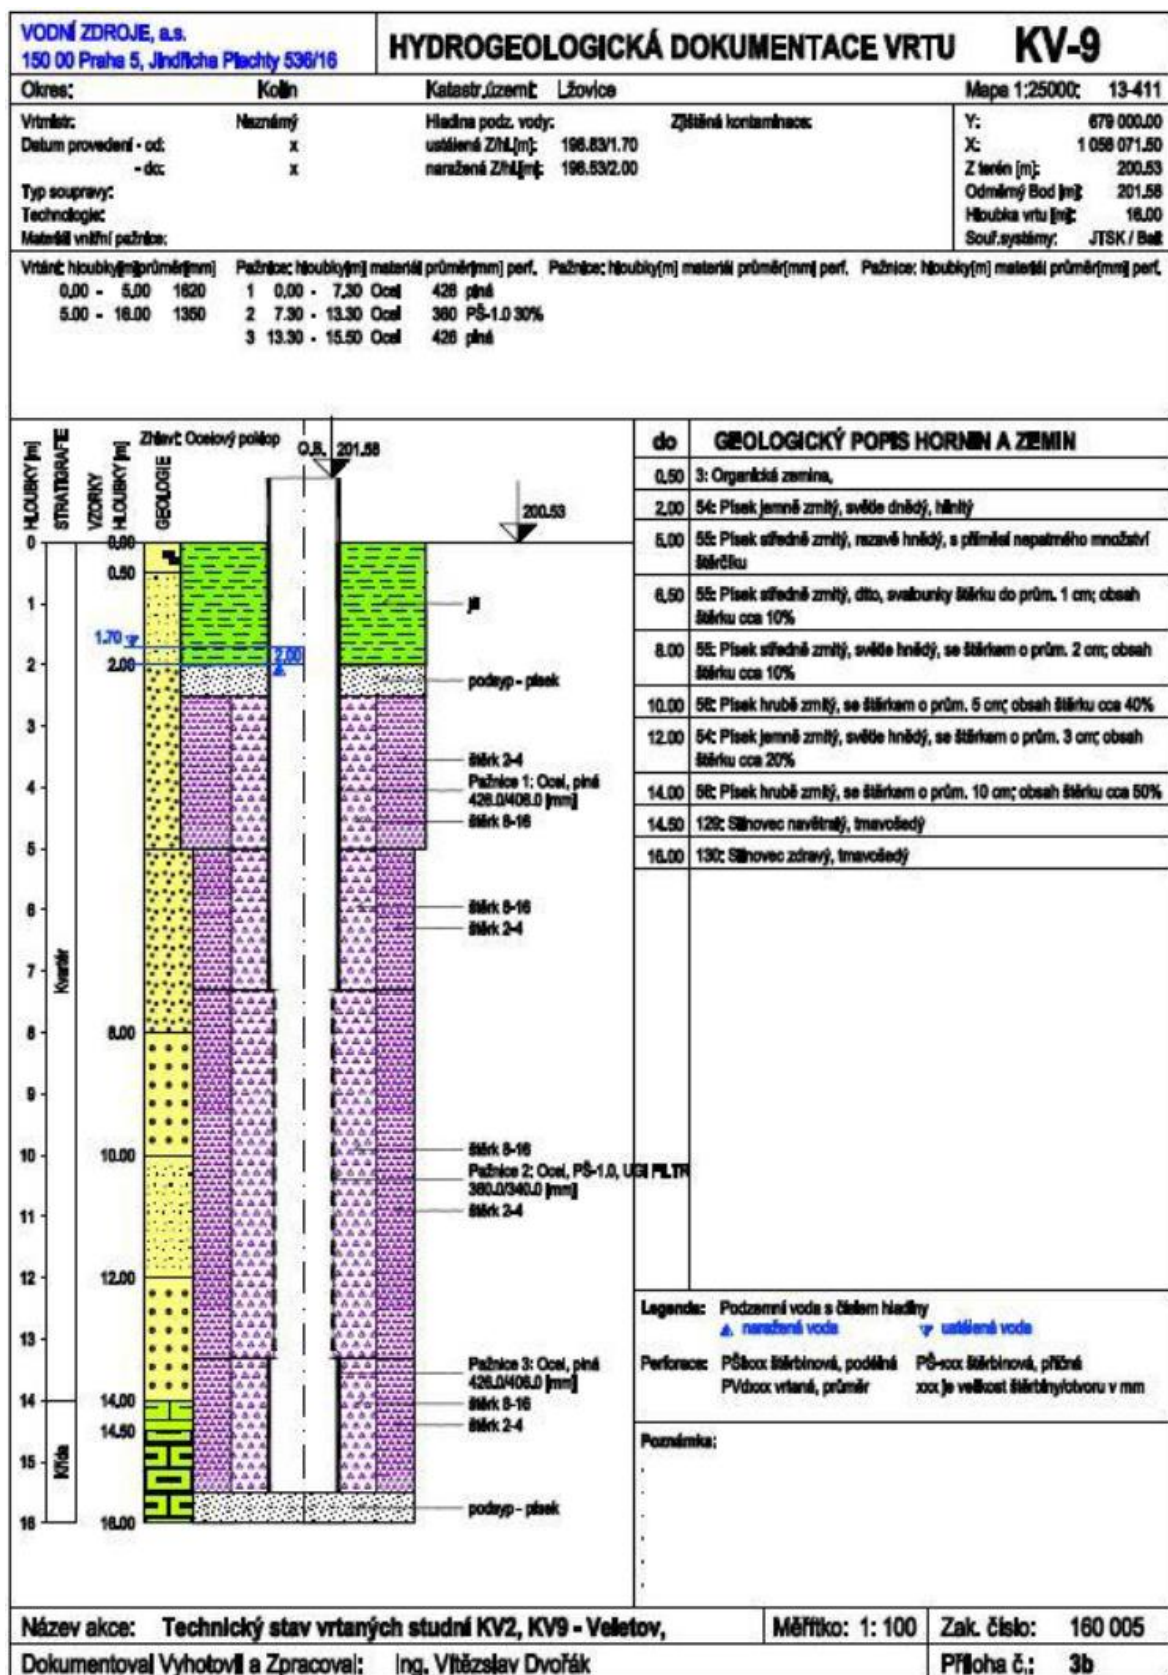 VODNÍ ZDROJE, a.s.
150 00 Praha 5, Jindřicha Plachty 536/16
HYDROGEOLOGICKÁ DOKUMENTACE VRTU KV-9
Okres: Kolín Katastr.území: Lžovice Mapa 1:25000: 13-411
Vrtmistr: Neznámý Hladina podz. vody: Zjištěná kontaminace: Y: 679 000.00
Datum provedení - od: x ustálená Z/hl.[m]: 198.83/1.70 X: 1 058 071.50
- do: x naražená Z/hl.[m]: 198.53/2.00 Z terén [m]: 200.53
Typ soupravy: Odměrný Bod [m]: 201.58
Technologie: Hloubka vrtu [m]: 16.00
Materiál vnitřní pažnice: Souř.systémy: JTSK / Balt
Vrtání: hloubky[m]průměr[mm] Pažnice: hloubky[m] materiál průměr[mm] perf. Pažnice: hloubky[m] materiál průměr[mm] perf. Pažnice: hloubky[m] materiál průměr[mm] perf.
0.00 - 5.00 1620 1 0.00 - 7.30 Ocel 426 plná
5.00 - 16.00 1350 2 7.30 - 13.30 Ocel 360 PŠ-1.0 30%
3 13.30 - 15.50 Ocel 426 plná
HLOUBKY [m]
STRATIGRAFIE
VZORKY
HLOUBKY [m]
GEOLOGIE
Zhlaví: Ocelový poklop
O.B. 201.58
200.53
0
1
2
3
4
5
6
7
8
9
10
11
12
13
14
15
16
Kvartér
Křída
0.00
0.50
1.70
2.00
2.00
8.00
10.00
12.00
14.00
14.50
16.00
jíl
podsyp - písek
štěrk 2-4
Pažnice 1: Ocel, plná
426.0/406.0 [mm]
štěrk 8-16
štěrk 8-16
štěrk 2-4
štěrk 8-16
Pažnice 2: Ocel, PŠ-1.0, UGI FILTR
360.0/340.0 [mm]
štěrk 2-4
Pažnice 3: Ocel, plná
426.0/406.0 [mm]
štěrk 8-16
štěrk 2-4
podsyp - písek
do GEOLOGICKÝ POPIS HORNIN A ZEMIN
0.50 3: Organická zemina,
2.00 54: Písek jemně zrnitý, světle dnědý, hlinitý
5.00 55: Písek středně zrnitý, rezavě hnědý, s příměsí nepatrného množství
štěrčíku
6.50 55: Písek středně zrnitý, dtto, s valounky štěrku do prům. 1 cm; obsah
štěrku cca 10%
8.00 55: Písek středně zrnitý, světle hnědý, se štěrkem o prům. 2 cm; obsah
štěrku cca 10%
10.00 56: Písek hrubě zrnitý, se štěrkem o prům. 5 cm; obsah štěrku cca 40%
12.00 54: Písek jemně zrnitý, světle hnědý, se štěrkem o prům. 3 cm; obsah
štěrku cca 20%
14.00 56: Písek hrubě zrnitý, se štěrkem o prům. 10 cm; obsah štěrku cca 50%
14.50 129: Slínovec navětralý, tmavošedý
16.00 130: Slínovec zdravý, tmavošedý
Legenda: Podzemní voda s číslem hladiny
naražená voda ustálená voda
Perforace: PŠlxxx štěrbinová, podélná PŠ-xxx štěrbinová, příčná
PVdxxx vrtaná, průměr xxx je velikost štěrbiny/otvoru v mm
Poznámka:
Název akce: Technický stav vrtaných studní KV2, KV9 - Veletov, Měřítko: 1: 100 Zak. číslo: 160 005
Dokumentoval Vyhotovil a Zpracoval: Ing. Vítězslav Dvořák Příloha č.: 3b